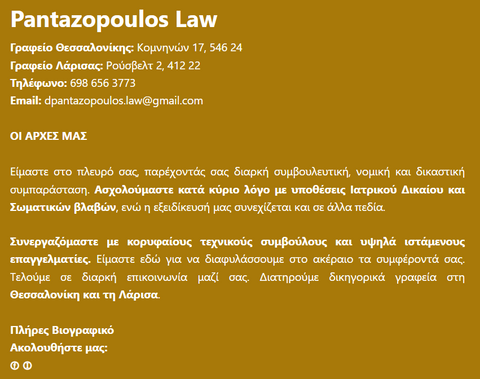 Pantazopoulos Law
Γραφείο Θεσσαλονίκης: Κομνηνών 17, 546 24
Γραφείο Λάρισας: Ρούσβελτ 2, 412 22
Τηλέφωνο: 698 656 3773
Email: dpantazopoulos.law@gmail.com
ΟΙ ΑΡΧΕΣ ΜΑΣ
Είμαστε στο πλευρό σας, παρέχοντάς σας διαρκή συμβουλευτική, νομική και δικαστική
συμπαράσταση. Ασχολούμαστε κατά κύριο λόγο με υποθέσεις Ιατρικού Δικαίου και
Σωματικών βλαβών, ενώ η εξειδίκευσή μας συνεχίζεται και σε άλλα πεδία.
Συνεργαζόμαστε με κορυφαίους τεχνικούς συμβούλους και υψηλά ιστάμενους
επαγγελματίες. Είμαστε εδώ για να διαφυλάσσουμε στο ακέραιο τα συμφέροντά σας.
Τελούμε σε διαρκή επικοινωνία μαζί σας. Διατηρούμε δικηγορικά γραφεία στη
Θεσσαλονίκη και τη Λάρισα.
Πλήρες Βιογραφικό
Ακολουθήστε μας: